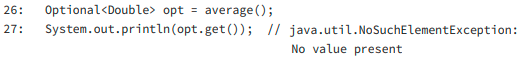 26:   Optional<Double> opt = average();
27:   System.out.println(opt.get());  // java.util.NoSuchElementException:
                                      No value present